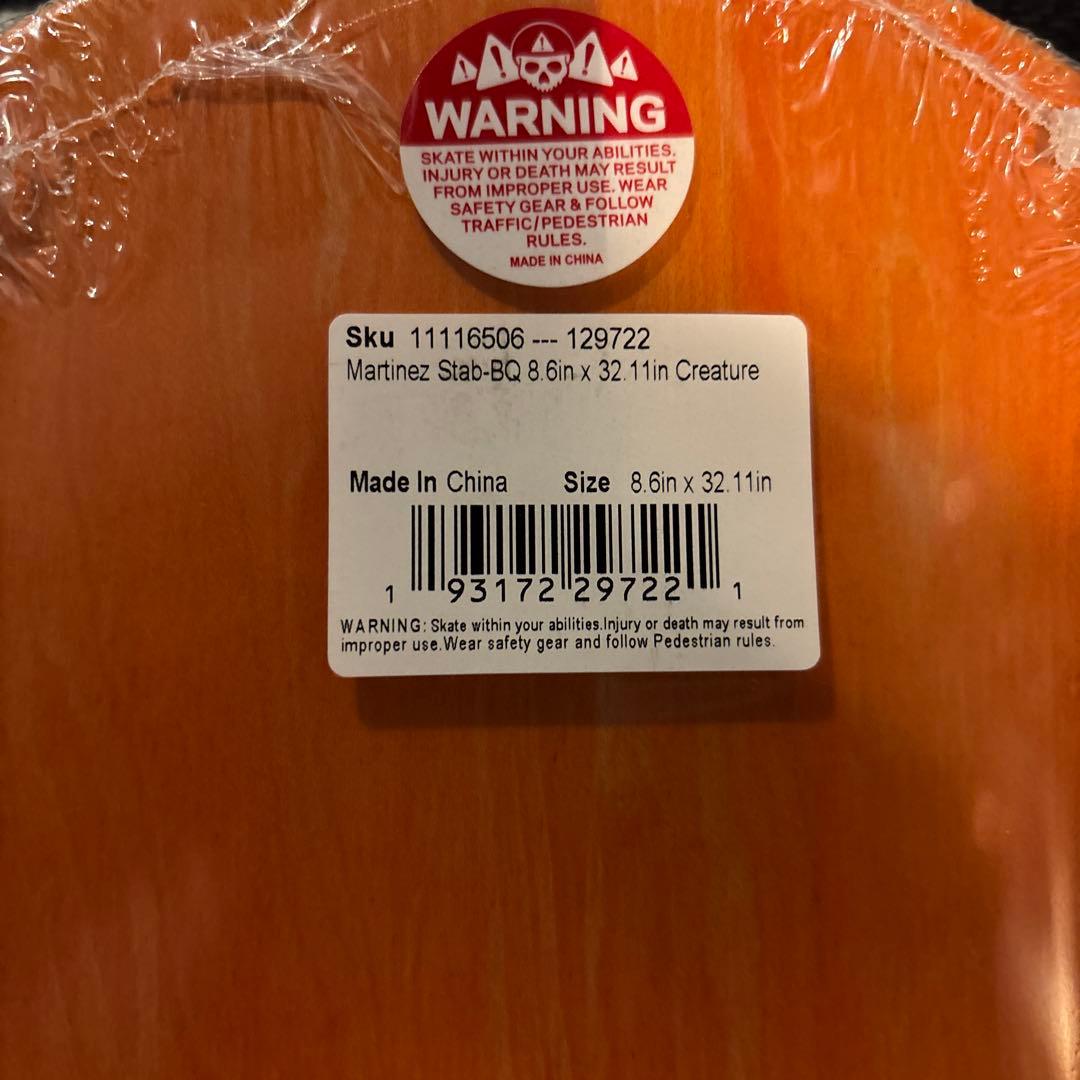 WARNING
SKATE WITHIN YOUR ABILITIES.
INJURY OR DEATH MAY RESULT
FROM IMPROPER USE. WEAR
SAFETY GEAR & FOLLOW
TRAFFIC/PEDESTRIAN
RULES.
MADE IN CHINA
Sku 11116506 --- 129722
Martinez Stab-BQ 8.6in x 32.11in Creature
Made In China Size 8.6in x 32.11in
1 93172 29722 1
WARNING: Skate within your abilities.Injury or death may result from
improper use.Wear safety gear and follow Pedestrian rules.